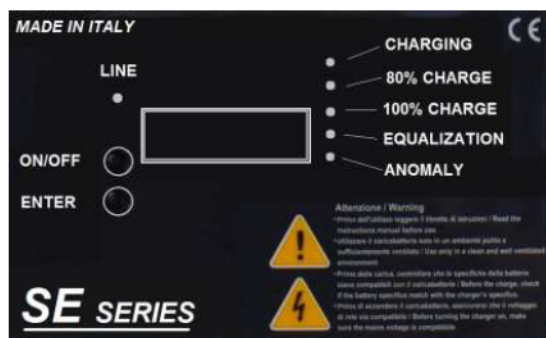 MADE IN ITALY
CE
LINE
CHARGING
80% CHARGE
100% CHARGE
EQUALIZATION
ANOMALY
ON/OFF
ENTER
Attenzione / Warning
•Prima dell'utilizzo leggere il libretto di istruzioni / Read the
instructions manual before use.
•Utilizzare il caricabatterie solo in un ambiente pulito e
sufficientemente ventilato / Use only in a clean and well ventilated
environment
•Prima della carica, controllare che le specifiche della batteria
siano compatibili con il caricabatterie / Before the charge, check
if the battery specifics match with the charger's specifics.
•Prima di accendere il caricabatterie, assicurarsi che il voltaggio
di rete sia compatibile / Before turning the charger on, make
sure the mains voltage is compatible.
SE SERIES